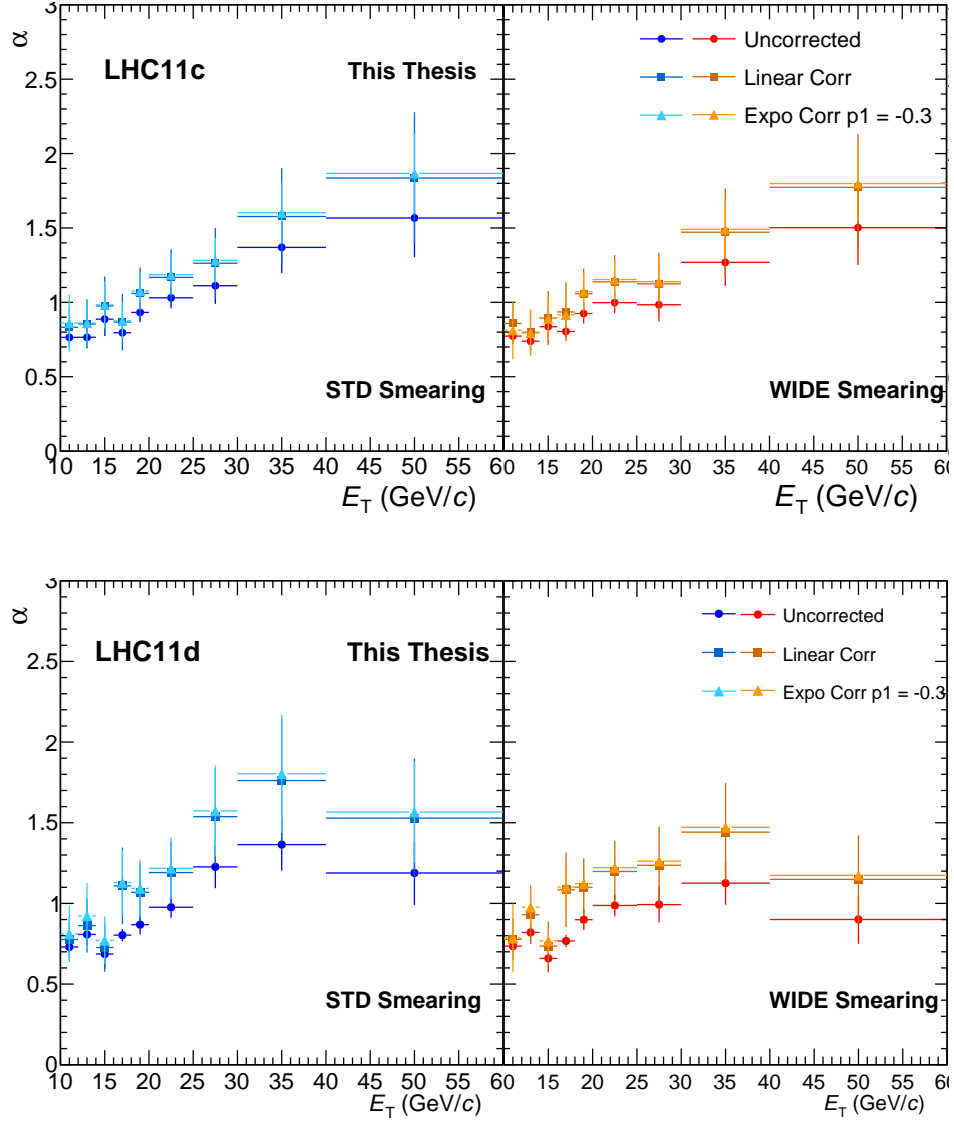 α
3
2.5
2
1.5
1
0.5
0
LHC11c
This Thesis
Uncorrected
Linear Corr
Expo Corr p1 = -0.3
STD Smearing
WIDE Smearing
10 15 20 25 30 35 40 45 50 55 60
15 20 25 30 35 40 45 50 55 60
E_T (GeV/c)
E_T (GeV/c)
α
3
2.5
2
1.5
1
0.5
0
LHC11d
This Thesis
Uncorrected
Linear Corr
Expo Corr p1 = -0.3
STD Smearing
WIDE Smearing
10 15 20 25 30 35 40 45 50 55
15 20 25 30 35 40 45 50 55
E_T (GeV/c)
E_T (GeV/c)